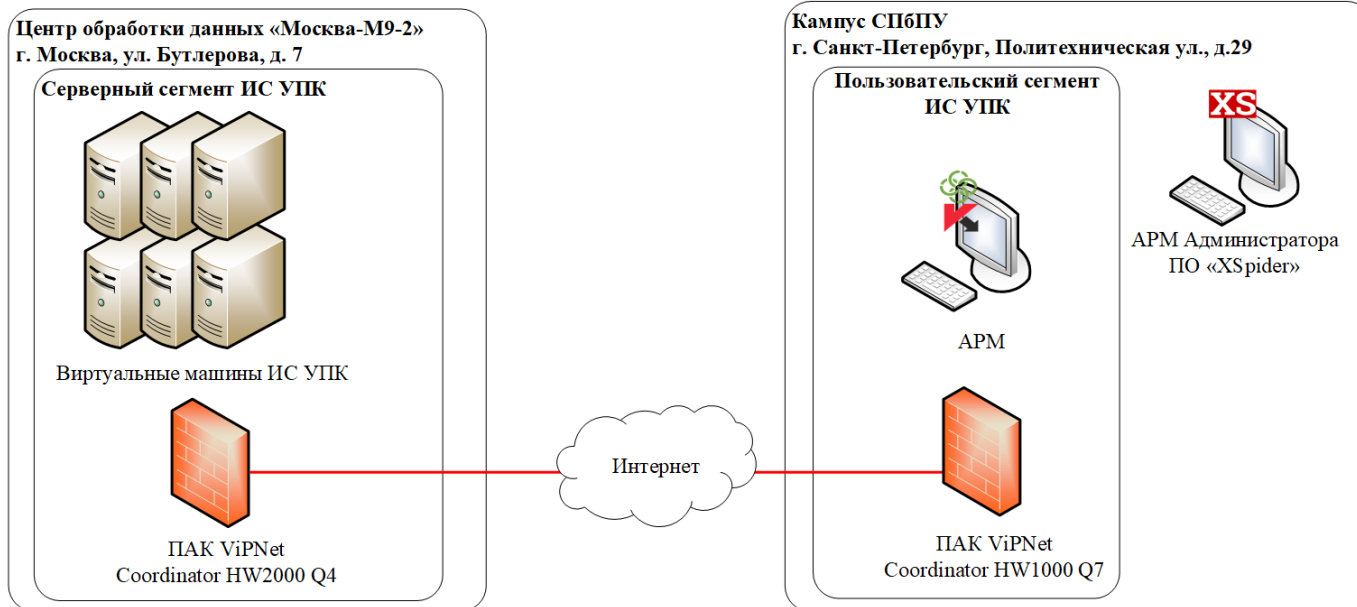 Центр обработки данных «Москва-М9-2»
г. Москва, ул. Бутлерова, д. 7
Серверный сегмент ИС УПК
Виртуальные машины ИС УПК
ПАК ViPNet
Coordinator HW2000 Q4
Интернет
Кампус СПбПУ
г. Санкт-Петербург, Политехническая ул., д.29
Пользовательский сегмент
ИС УПК
АРМ
ПАК ViPNet
Coordinator HW1000 Q7
XS
АРМ Администратора
ПО «XSpider»